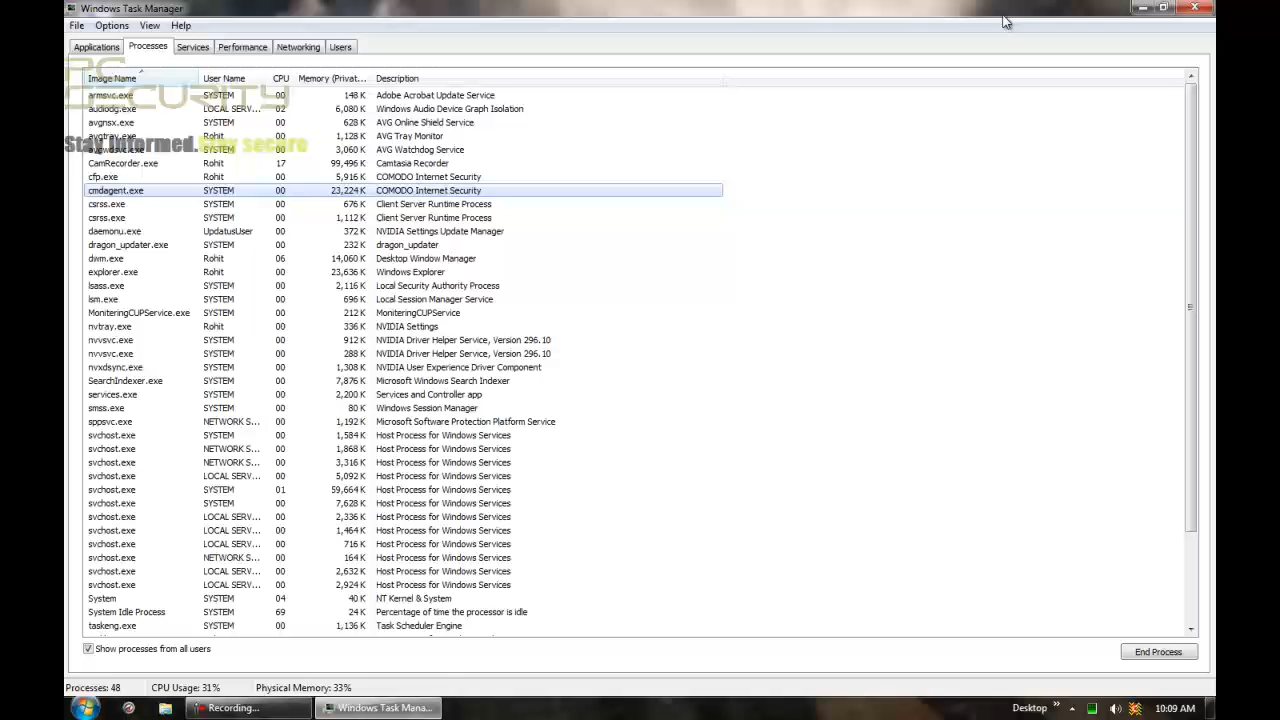 Windows Task Manager
File Options View Help
Applications Processes Services Performance Networking Users
Image Name User Name CPU Memory (Privat... Description
armsvc.exe SYSTEM 00 148 K Adobe Acrobat Update Service
audiodg.exe LOCAL SERV... 02 6,080 K Windows Audio Device Graph Isolation
avgnsx.exe SYSTEM 00 628 K AVG Online Shield Service
avgtray.exe Rohit 00 1,128 K AVG Tray Monitor
avgwdsvc.exe SYSTEM 00 3,060 K AVG Watchdog Service
CamRecorder.exe Rohit 17 99,496 K Camtasia Recorder
cfp.exe Rohit 00 5,916 K COMODO Internet Security
cmdagent.exe SYSTEM 00 23,224 K COMODO Internet Security
csrss.exe SYSTEM 00 676 K Client Server Runtime Process
csrss.exe SYSTEM 00 1,112 K Client Server Runtime Process
daemonu.exe UpdatusUser 00 372 K NVIDIA Settings Update Manager
dragon_updater.exe SYSTEM 00 232 K dragon_updater
dwm.exe Rohit 06 14,060 K Desktop Window Manager
explorer.exe Rohit 00 23,636 K Windows Explorer
lsass.exe SYSTEM 00 2,116 K Local Security Authority Process
lsm.exe SYSTEM 00 696 K Local Session Manager Service
MoniteringCUPService.exe SYSTEM 00 212 K MoniteringCUPService
nvtray.exe Rohit 00 336 K NVIDIA Settings
nvvsvc.exe SYSTEM 00 912 K NVIDIA Driver Helper Service, Version 296.10
nvvsvc.exe SYSTEM 00 288 K NVIDIA Driver Helper Service, Version 296.10
nvxdsync.exe SYSTEM 00 1,308 K NVIDIA User Experience Driver Component
SearchIndexer.exe SYSTEM 00 7,876 K Microsoft Windows Search Indexer
services.exe SYSTEM 00 2,200 K Services and Controller app
smss.exe SYSTEM 00 80 K Windows Session Manager
sppsvc.exe NETWORK S... 00 1,192 K Microsoft Software Protection Platform Service
svchost.exe SYSTEM 00 1,584 K Host Process for Windows Services
svchost.exe NETWORK S... 00 1,868 K Host Process for Windows Services
svchost.exe NETWORK S... 00 3,316 K Host Process for Windows Services
svchost.exe LOCAL SERV... 00 5,092 K Host Process for Windows Services
svchost.exe SYSTEM 01 59,664 K Host Process for Windows Services
svchost.exe SYSTEM 00 7,628 K Host Process for Windows Services
svchost.exe LOCAL SERV... 00 2,336 K Host Process for Windows Services
svchost.exe LOCAL SERV... 00 1,464 K Host Process for Windows Services
svchost.exe LOCAL SERV... 00 716 K Host Process for Windows Services
svchost.exe NETWORK S... 00 164 K Host Process for Windows Services
svchost.exe LOCAL SERV... 00 2,632 K Host Process for Windows Services
svchost.exe LOCAL SERV... 00 2,924 K Host Process for Windows Services
System SYSTEM 04 40 K NT Kernel & System
System Idle Process SYSTEM 69 24 K Percentage of time the processor is idle
taskeng.exe SYSTEM 00 1,136 K Task Scheduler Engine
PC
SECURITY
Stay informed. Stay secure
Show processes from all users End Process
Processes: 48 CPU Usage: 31% Physical Memory: 33%
Recording... Windows Task Mana... Desktop 10:09 AM